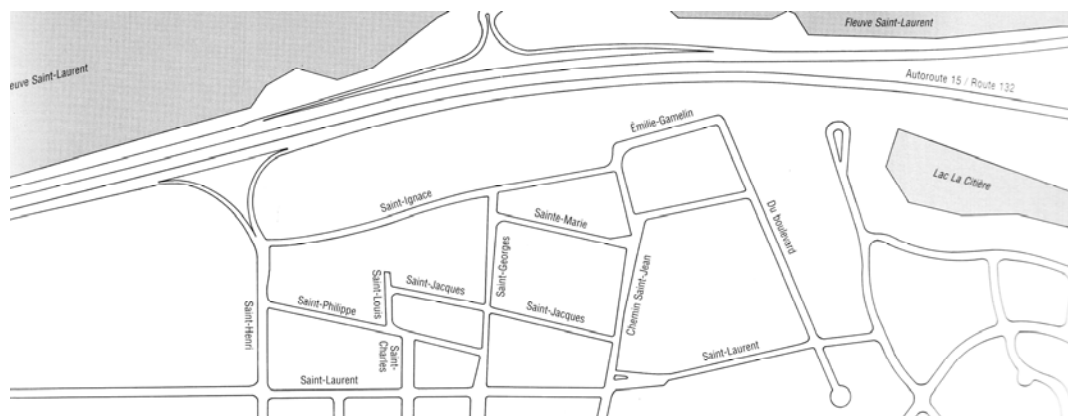 Fleuve Saint-Laurent
euve Saint-Laurent
Autoroute 15 / Route 132
Émilie-Gamelin
Lac La Citière
Saint-Ignace
Sainte-Marie
Du boulevard
Saint-Georges
Chemin Saint-Jean
Saint-Louis
Saint-Jacques
Saint-Philippe
Saint-Jacques
Saint-Henri
Saint-
Charles
Saint-Laurent
Saint-Laurent